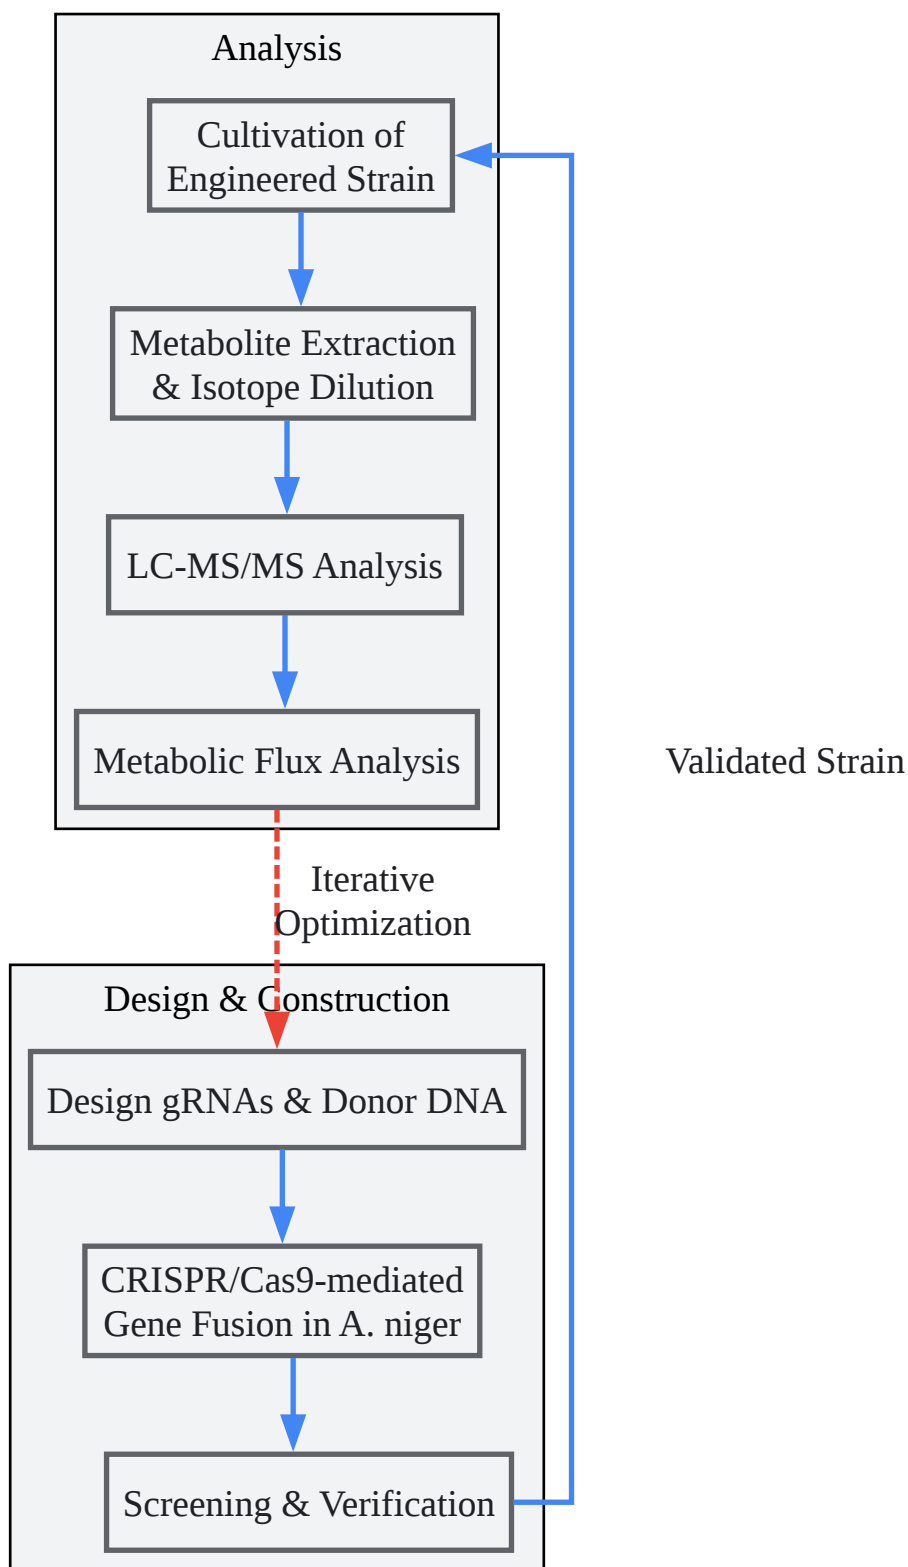 Analysis
Cultivation of
Engineered Strain
Metabolite Extraction
& Isotope Dilution
LC-MS/MS Analysis
Metabolic Flux Analysis
Validated Strain
Iterative
Optimization
Design & Construction
Design gRNAs & Donor DNA
CRISPR/Cas9-mediated
Gene Fusion in A. niger
Screening & Verification